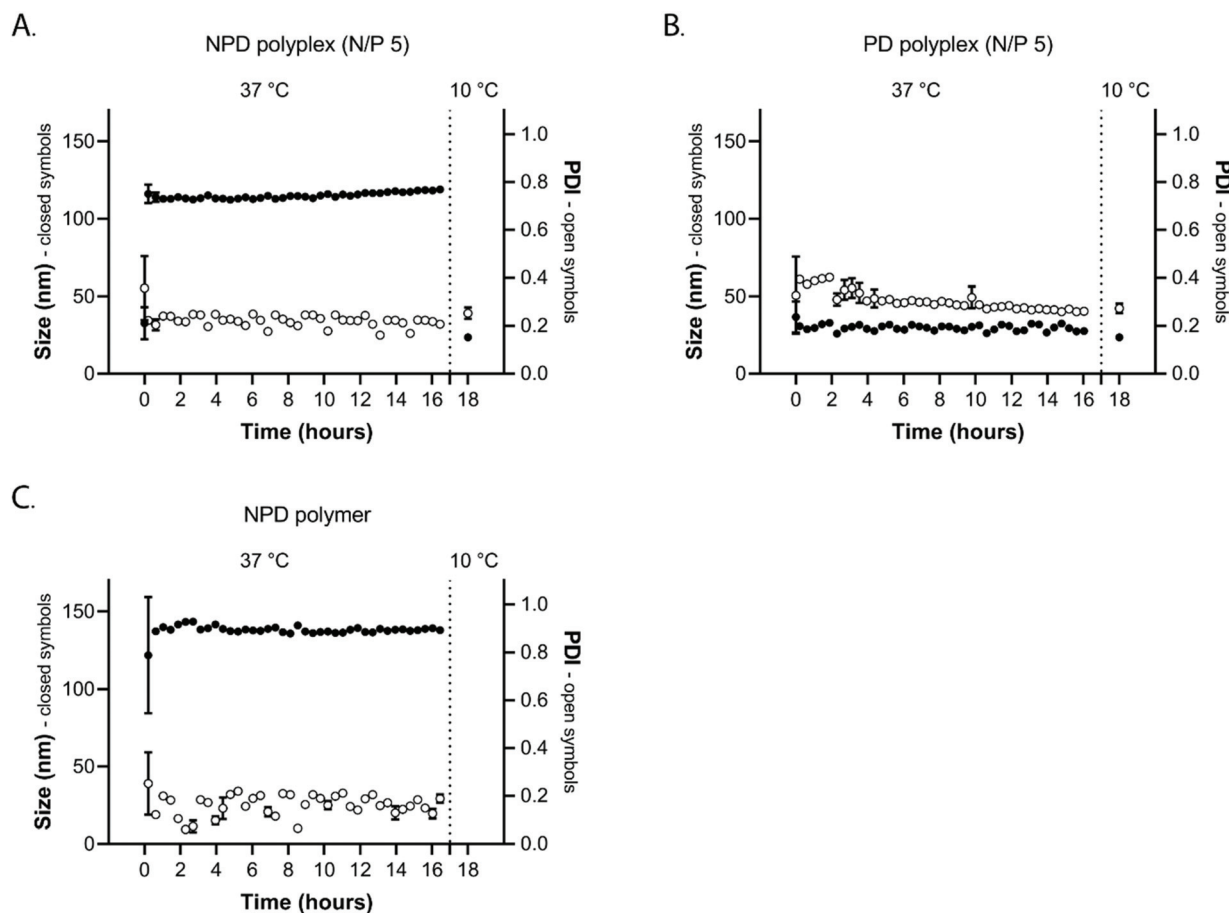 A.
NPD polyplex (N/P 5)
37 °C
10 °C
150
100
50
0
Size (nm) - closed symbols
1.0
0.8
0.6
0.4
0.2
0.0
PDI - open symbols
0 2 4 6 8 10 12 14 16 18
Time (hours)
B.
PD polyplex (N/P 5)
37 °C
10 °C
150
100
50
0
Size (nm) - closed symbols
1.0
0.8
0.6
0.4
0.2
0.0
PDI - open symbols
0 2 4 6 8 10 12 14 16 18
Time (hours)
C.
NPD polymer
37 °C
10 °C
150
100
50
0
Size (nm) - closed symbols
1.0
0.8
0.6
0.4
0.2
0.0
PDI - open symbols
0 2 4 6 8 10 12 14 16 18
Time (hours)